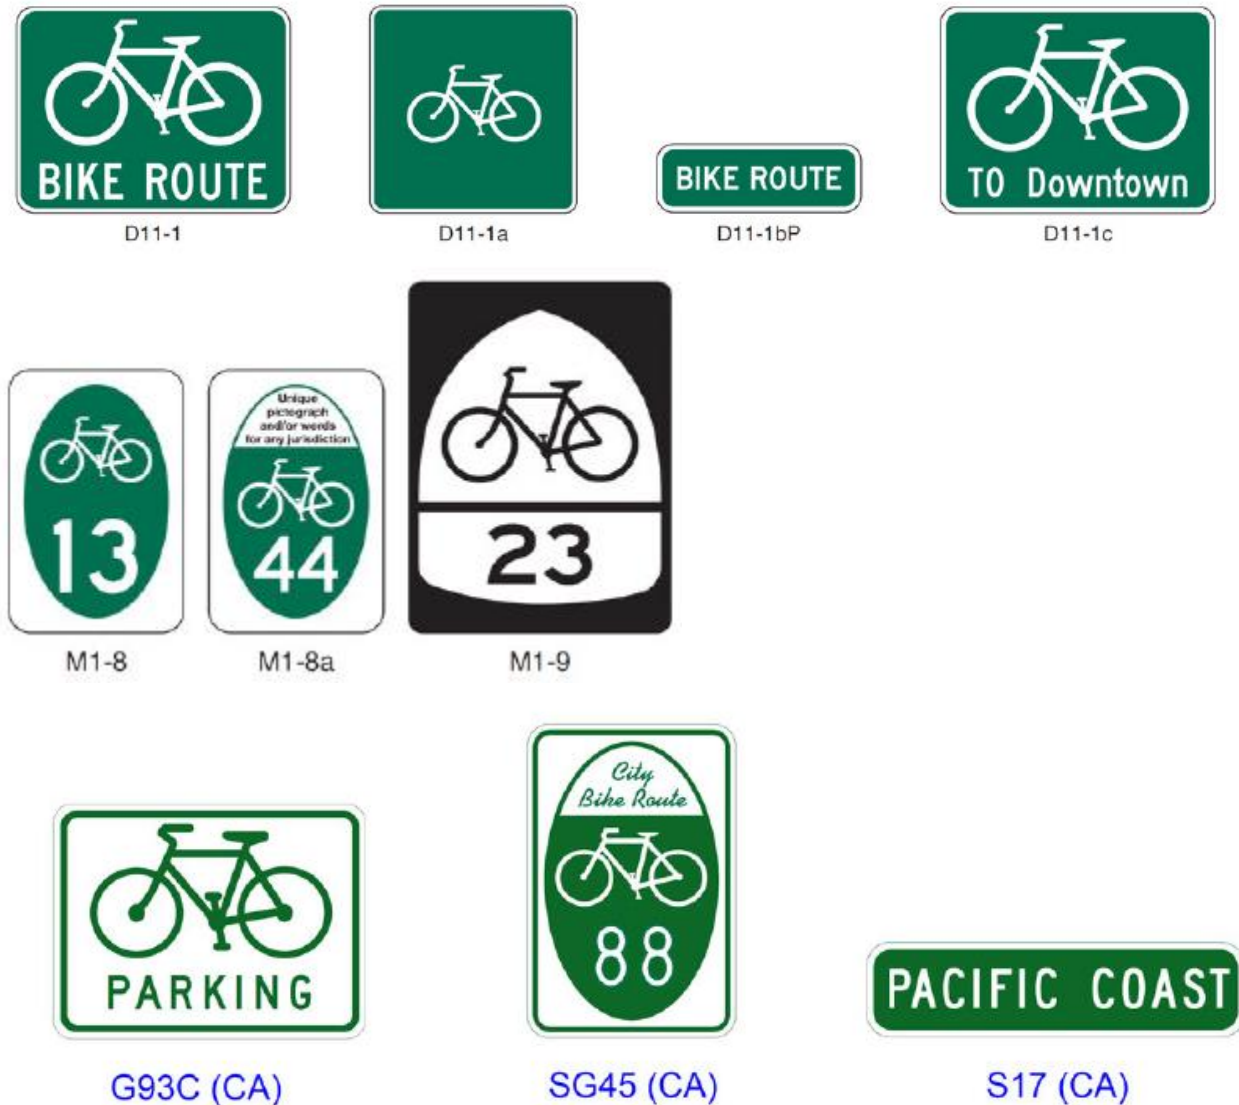 BIKE ROUTE
BIKE ROUTE
TO Downtown
D11-1
D11-1a
D11-1bP
D11-1c
13
Unique
pictograph
and/or words
for any jurisdiction
44
23
M1-8
M1-8a
M1-9
PARKING
City
Bike Route
88
PACIFIC COAST
G93C (CA)
SG45 (CA)
S17 (CA)